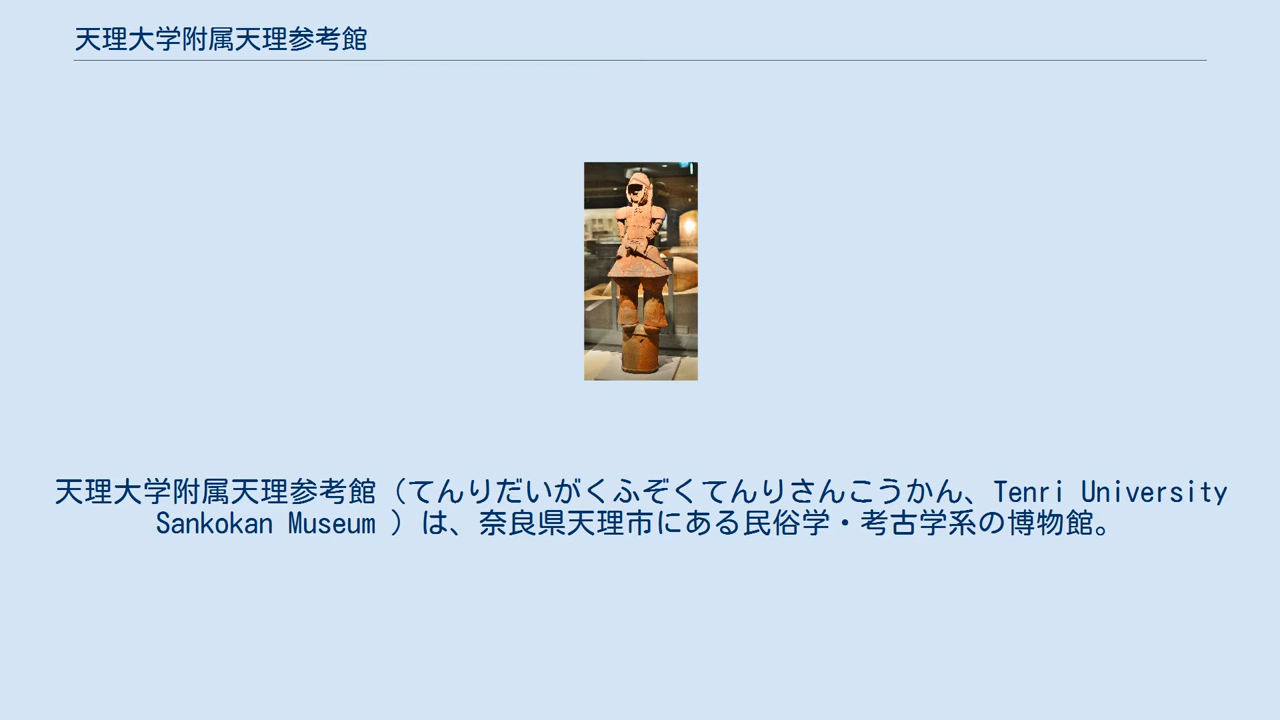 天理大学附属天理参考館
天理大学附属天理参考館（てんりだいがくふぞくてんりさんこうかん、Tenri University
Sankokan Museum ）は、奈良県天理市にある民俗学・考古学系の博物館。